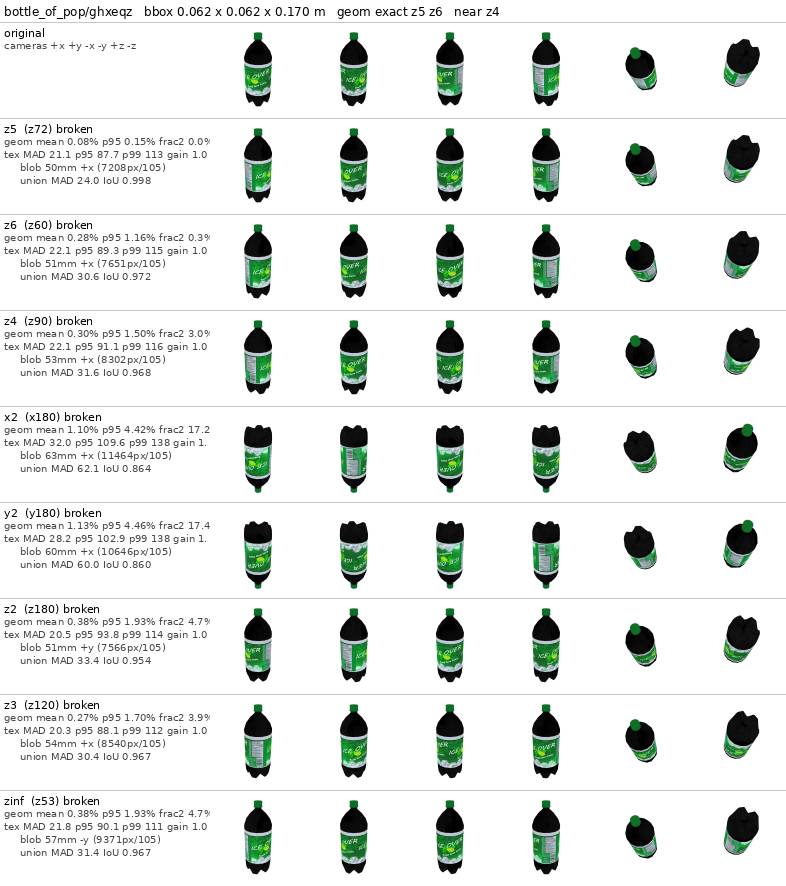 bottle_of_pop/ghxeqz bbox 0.062 x 0.062 x 0.170 m geom exact z5 z6 near z4
original
cameras +x +y -x -y +z -z
z5 (z72) broken
geom mean 0.08% p95 0.15% frac2 0.0%
tex MAD 21.1 p95 87.7 p99 113 gain 1.0
blob 50mm +x (7208px/105)
union MAD 24.0 IoU 0.998
z6 (z60) broken
geom mean 0.28% p95 1.16% frac2 0.3%
tex MAD 22.1 p95 89.3 p99 115 gain 1.0
blob 51mm +x (7651px/105)
union MAD 30.6 IoU 0.972
z4 (z90) broken
geom mean 0.30% p95 1.50% frac2 3.0%
tex MAD 22.1 p95 91.1 p99 116 gain 1.0
blob 53mm +x (8302px/105)
union MAD 31.6 IoU 0.968
x2 (x180) broken
geom mean 1.10% p95 4.42% frac2 17.2
tex MAD 32.0 p95 109.6 p99 138 gain 1.
blob 63mm +x (11464px/105)
union MAD 62.1 IoU 0.864
y2 (y180) broken
geom mean 1.13% p95 4.46% frac2 17.4
tex MAD 28.2 p95 102.9 p99 138 gain 1.
blob 60mm +x (10646px/105)
union MAD 60.0 IoU 0.860
z2 (z180) broken
geom mean 0.38% p95 1.93% frac2 4.7%
tex MAD 20.5 p95 93.8 p99 114 gain 1.0
blob 51mm +y (7566px/105)
union MAD 33.4 IoU 0.954
z3 (z120) broken
geom mean 0.27% p95 1.70% frac2 3.9%
tex MAD 20.3 p95 88.1 p99 112 gain 1.0
blob 54mm +x (8540px/105)
union MAD 30.4 IoU 0.967
zinf (z53) broken
geom mean 0.38% p95 1.93% frac2 4.7%
tex MAD 21.8 p95 90.1 p99 111 gain 1.0
blob 57mm -y (9371px/105)
union MAD 31.4 IoU 0.967